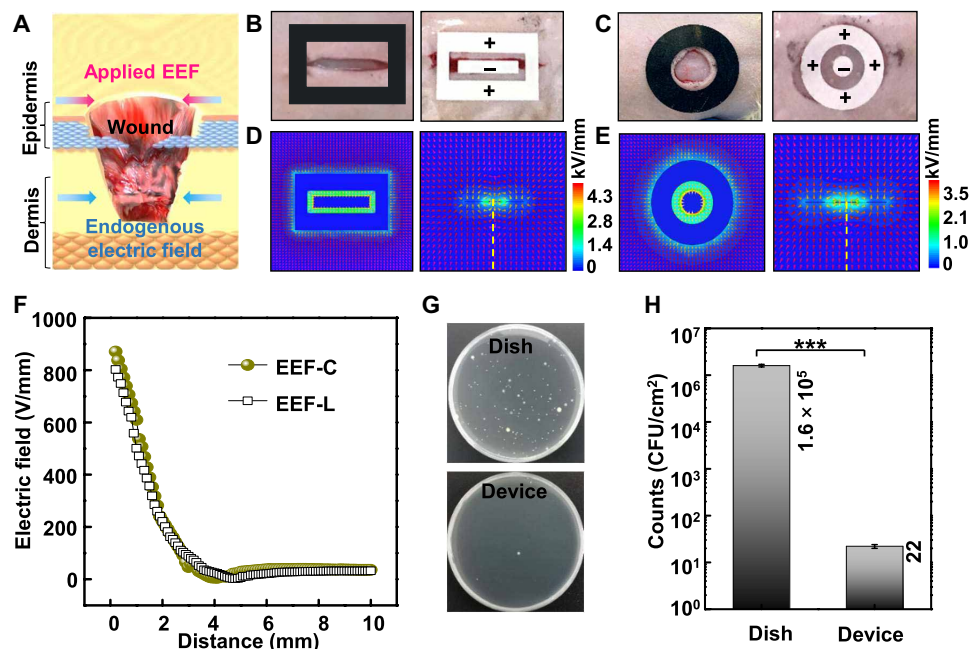 A
Applied EEF
Epidermis
Wound
Dermis
Endogenous
electric field
B
+
−
+
C
+
+ − +
+
D
kV/mm
4.3
2.8
1.4
0
E
kV/mm
3.5
2.1
1.0
0
F
Electric field (V/mm)
1000
800
600
400
200
0
EEF-C
EEF-L
0 2 4 6 8 10
Distance (mm)
G
Dish
Device
H
Counts (CFU/cm²)
10⁷
10⁶
10⁵
10⁴
10³
10²
10¹
10⁰
***
1.6 × 10⁵
22
Dish Device